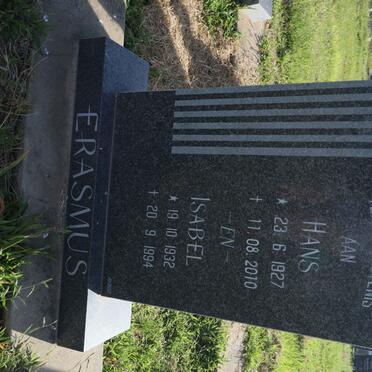 AAN
HANS
★ 23.6.1927
✝ 11.08.2010
—EN—
ISABEL
★ 19.10.1932
✝ 20.9.1994
ERASMUS